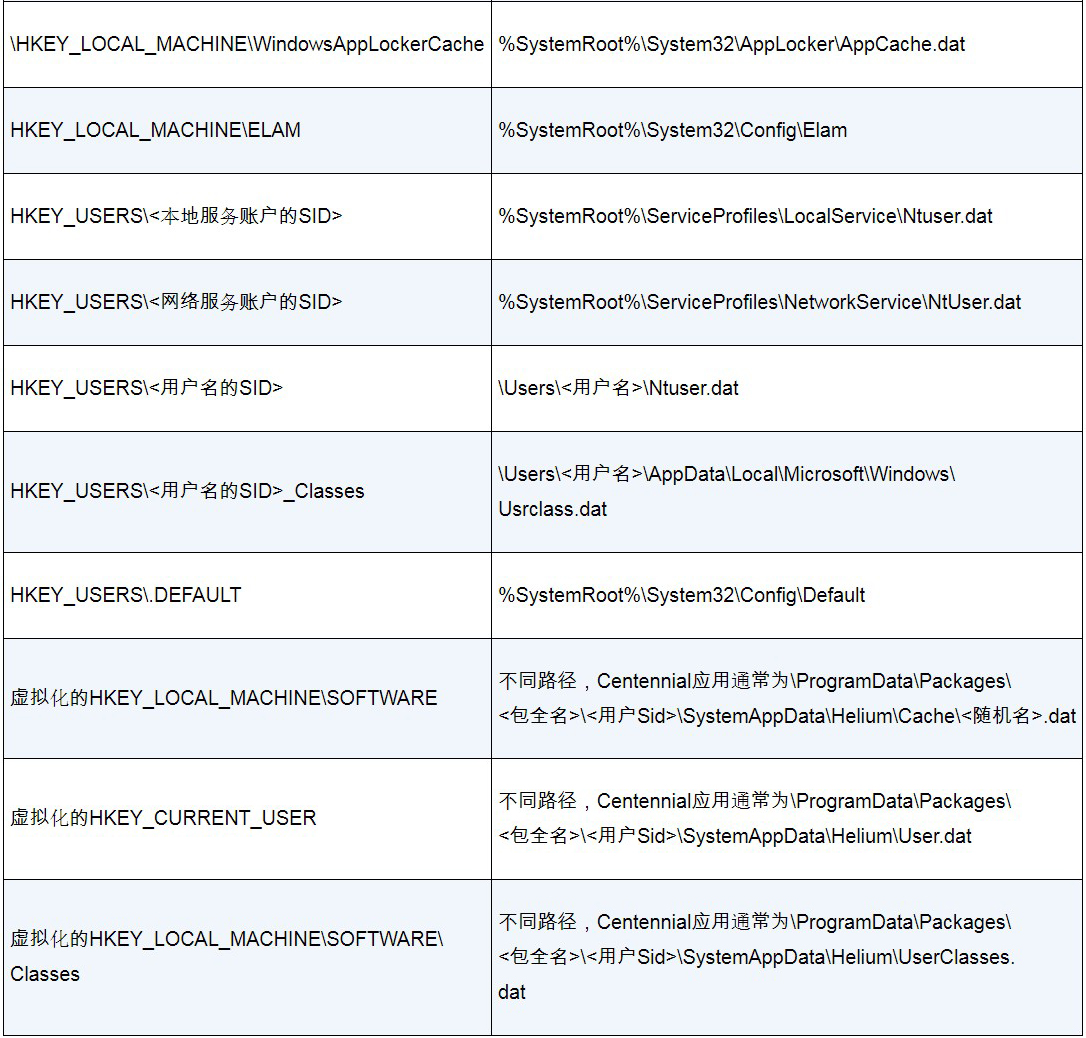 \HKEY_LOCAL_MACHINE\WindowsAppLockerCache
%SystemRoot%\System32\AppLocker\AppCache.dat
HKEY_LOCAL_MACHINE\ELAM
%SystemRoot%\System32\Config\Elam
HKEY_USERS\<本地服务账户的SID>
%SystemRoot%\ServiceProfiles\LocalService\Ntuser.dat
HKEY_USERS\<网络服务账户的SID>
%SystemRoot%\ServiceProfiles\NetworkService\NtUser.dat
HKEY_USERS\<用户名的SID>
\Users\<用户名>\Ntuser.dat
HKEY_USERS\<用户名的SID>_Classes
\Users\<用户名>\AppData\Local\Microsoft\Windows\
Usrclass.dat
HKEY_USERS\.DEFAULT
%SystemRoot%\System32\Config\Default
虚拟化的HKEY_LOCAL_MACHINE\SOFTWARE
不同路径，Centennial应用通常为\ProgramData\Packages\
<包全名>\<用户Sid>\SystemAppData\Helium\Cache\<随机名>.dat
虚拟化的HKEY_CURRENT_USER
不同路径，Centennial应用通常为\ProgramData\Packages\
<包全名>\<用户Sid>\SystemAppData\Helium\User.dat
虚拟化的HKEY_LOCAL_MACHINE\SOFTWARE\
Classes
不同路径，Centennial应用通常为\ProgramData\Packages\
<包全名>\<用户Sid>\SystemAppData\Helium\UserClasses.
dat